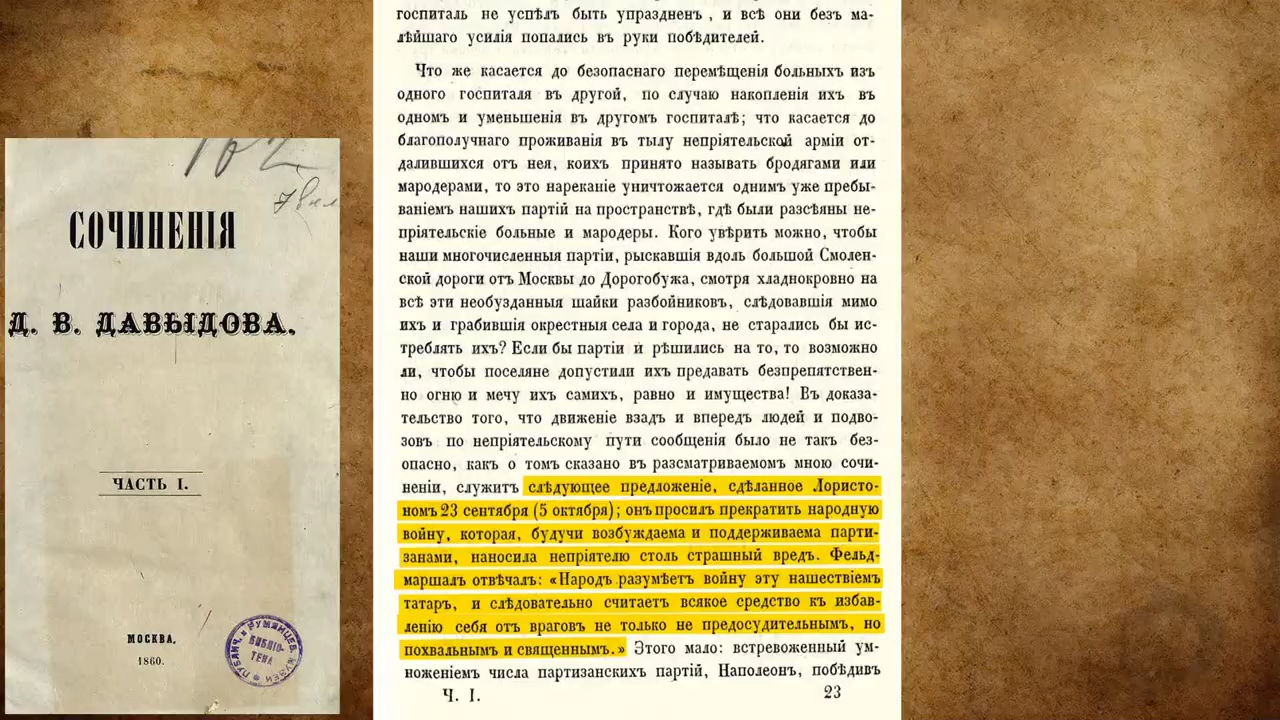 162
СОЧИНЕНІЯ
Д. В. ДАВЫДОВА.
ЧАСТЬ I.
МОСКВА.
1860.
ПУБЛИЧ. И РУМЯНЦЕВ. МУЗЕИ
БИБЛІО-
ТЕКА
госпиталь не успѣлъ быть упраздненъ , и всѣ они безъ ма-
лѣйшаго усилія попались въ руки побѣдителей.
Что же касается до безопаснаго перемѣщенія больныхъ изъ
одного госпиталя въ другой, по случаю накопленія ихъ въ
одномъ и уменьшенія въ другомъ госпиталѣ; что касается до
благополучнаго проживанія въ тылу непріятельской арміи от-
далившихся отъ нея, коихъ принято называть бродягами или
мародерами, то это нареканіе уничтожается однимъ уже пребы-
ваніемъ нашихъ партій на пространствѣ, гдѣ были разсѣяны не-
пріятельскіе больные и мародеры. Кого увѣрить можно, чтобы
наши многочисленныя партіи, рыскавшія вдоль большой Смолен-
ской дороги отъ Москвы до Дорогобужа, смотря хладнокровно на
всѣ эти необузданныя шайки разбойниковъ, слѣдовавшія мимо
ихъ и грабившія окрестныя села и города, не старались бы ис-
треблять ихъ? Если бы партіи и рѣшились на то, то возможно
ли, чтобы поселяне допустили ихъ предавать безпрепятствен-
но огню и мечу ихъ самихъ, равно и имущества! Въ доказа-
тельство того, что движеніе взадъ и впередъ людей и подво-
зовъ по непріятельскому пути сообщенія было не такъ без-
опасно, какъ о томъ сказано въ разсматриваемомъ мною сочи-
неніи, служитъ слѣдующее предложеніе, сдѣланное Лористо-
номъ 23 сентября (5 октября); онъ просилъ прекратить народную
войну, которая, будучи возбуждаема и поддерживаема парти-
занами, наносила непріятелю столь страшный вредъ. Фельд-
маршалъ отвѣчалъ: «Народъ разумѣетъ войну эту нашествіемъ
татаръ, и слѣдовательно считаетъ всякое средство къ избав-
ленію себя отъ враговъ не только не предосудительнымъ, но
похвальнымъ и священнымъ.» Этого мало: встревоженный ум-
ноженіемъ числа партизанскихъ партій, Наполеонъ, побѣдивъ
Ч. I.
23